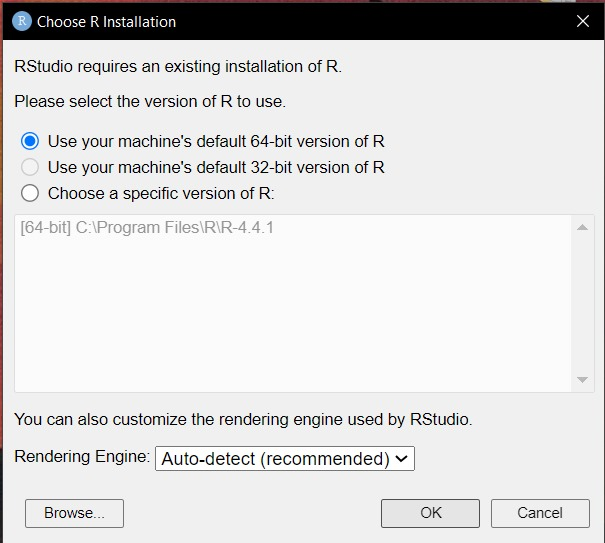 R Choose R Installation
RStudio requires an existing installation of R.
Please select the version of R to use.
Use your machine's default 64-bit version of R
Use your machine's default 32-bit version of R
Choose a specific version of R:
[64-bit] C:\Program Files\R\R-4.4.1
You can also customize the rendering engine used by RStudio.
Rendering Engine: Auto-detect (recommended)
Browse... OK Cancel